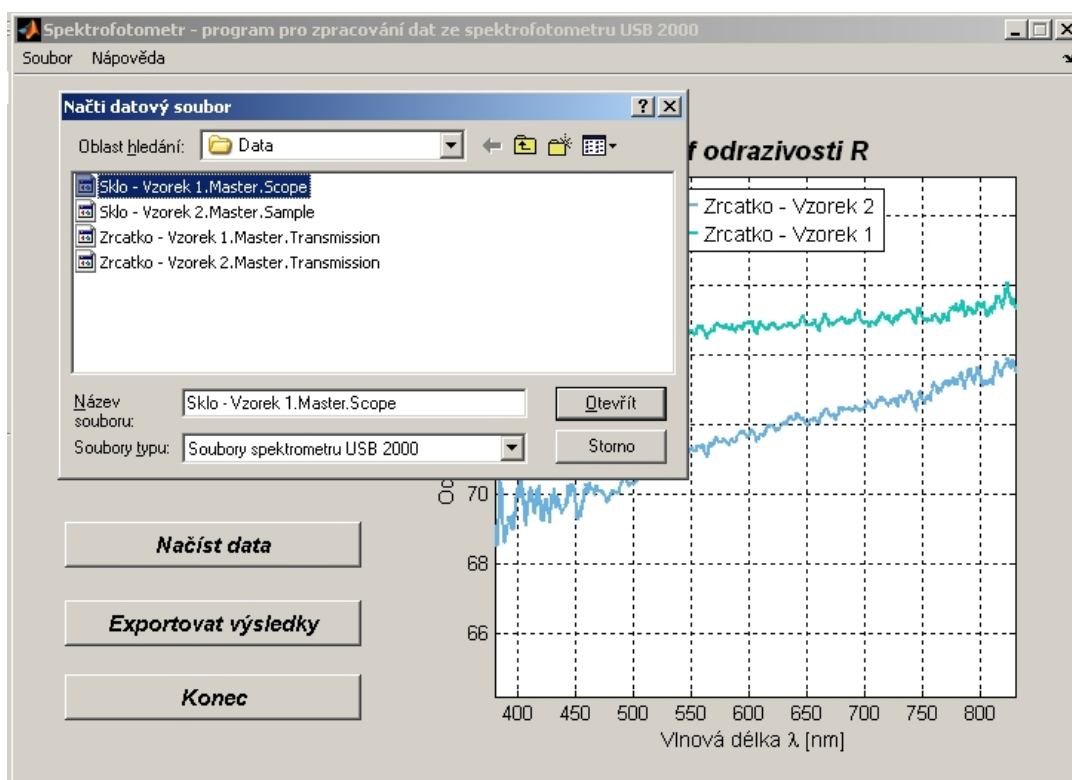 Spektrofotometr - program pro zpracování dat ze spektrofotometru USB 2000
Soubor Nápověda
Načti datový soubor
Oblast hledání: Data
Sklo - Vzorek 1.Master.Scope
Sklo - Vzorek 2.Master.Sample
Zrcatko - Vzorek 1.Master.Transmission
Zrcatko - Vzorek 2.Master.Transmission
Název souboru: Sklo - Vzorek 1.Master.Scope Otevřít
Soubory typu: Soubory spektrometru USB 2000 Storno
odrazivosti R
Zrcatko - Vzorek 2
Zrcatko - Vzorek 1
70
68
66
400 450 500 550 600 650 700 750 800
Vlnová délka λ [nm]
Načíst data
Exportovat výsledky
Konec